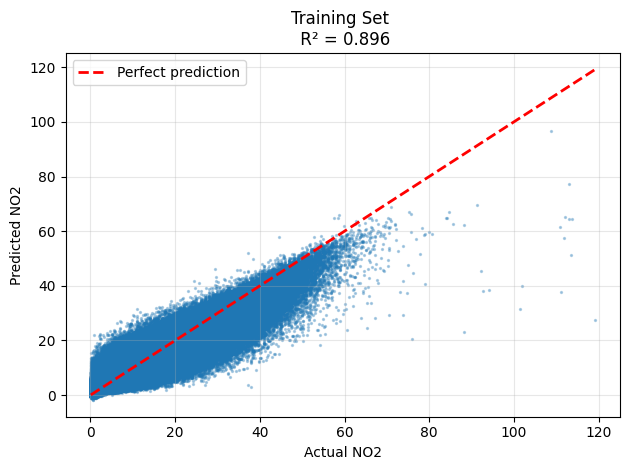 Training Set
R² = 0.896
120
100
80
60
40
20
0
Predicted NO2
Perfect prediction
0 20 40 60 80 100 120
Actual NO2